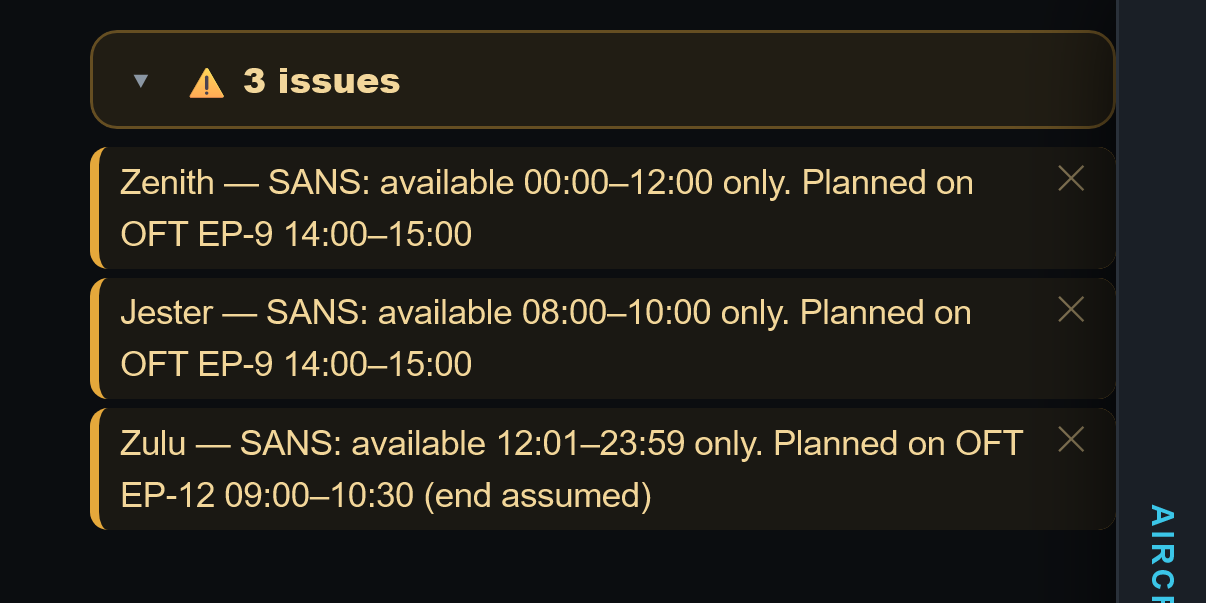 3 issues
Zenith — SANS: available 00:00–12:00 only. Planned on
OFT EP-9 14:00–15:00
Jester — SANS: available 08:00–10:00 only. Planned on
OFT EP-9 14:00–15:00
Zulu — SANS: available 12:01–23:59 only. Planned on OFT
EP-12 09:00–10:30 (end assumed)